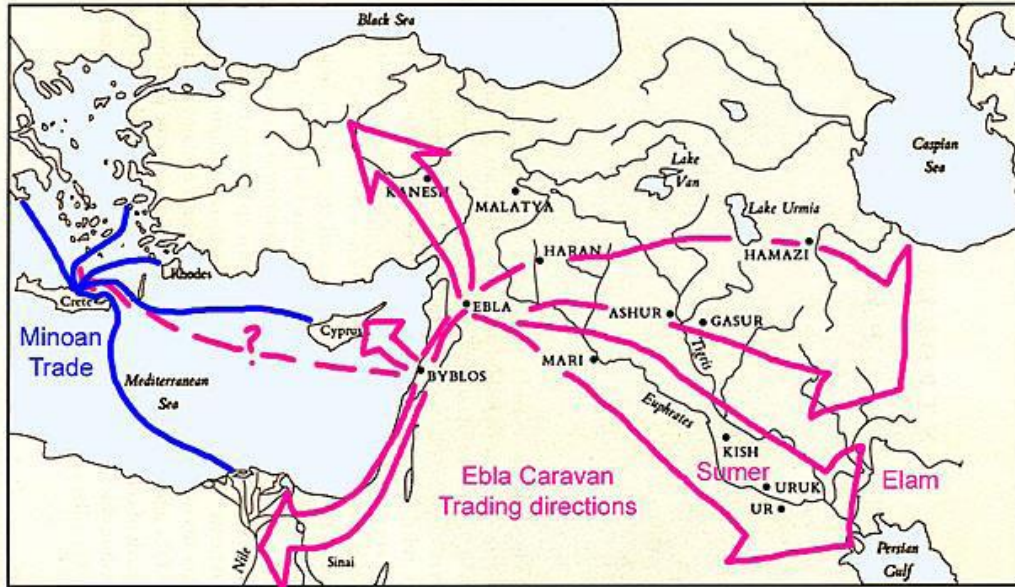 Black Sea
Caspian
Sea
Lake
Van
Lake Urmia
KANESH
MALATYA
HARAN
HAMAZI
Rhodes
Crete
EBLA
ASHUR
GASUR
Cyprus
?
Minoan
Trade
MARI
Tigris
BYBLOS
Mediterranean
Sea
Euphrates
KISH
Sumer
Elam
Ebla Caravan
Trading directions
URUK
UR
Nile
Sinai
Persian
Gulf